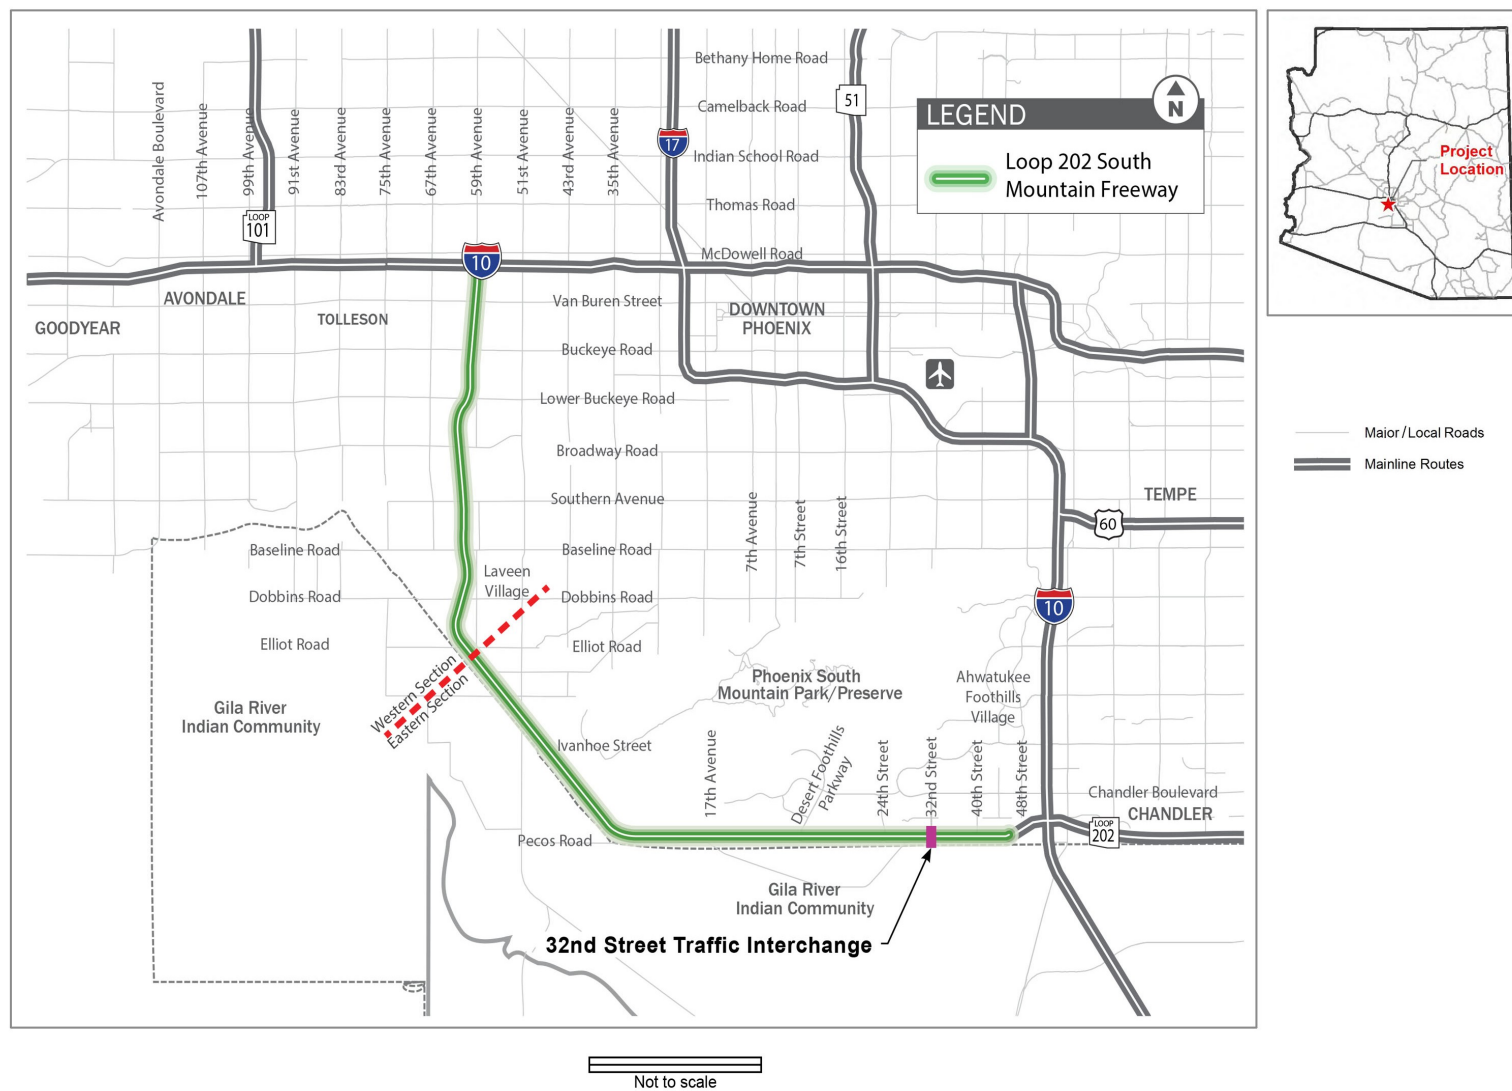 Bethany Home Road
Camelback Road
Indian School Road
Thomas Road
McDowell Road
Avondale Boulevard
107th Avenue
99th Avenue
91st Avenue
83rd Avenue
75th Avenue
67th Avenue
59th Avenue
51st Avenue
43rd Avenue
35th Avenue
LOOP
101
10
17
51
LEGEND
N
Loop 202 South
Mountain Freeway
Project
Location
AVONDALE
GOODYEAR
TOLLESON
Van Buren Street
DOWNTOWN
PHOENIX
Buckeye Road
Lower Buckeye Road
Broadway Road
Southern Avenue
Baseline Road
Baseline Road
Laveen
Village
Dobbins Road
Dobbins Road
Elliot Road
Elliot Road
7th Avenue
7th Street
16th Street
TEMPE
60
10
Maior/Local Roads
Mainline Routes
Western Section
Eastern Section
Gila River
Indian Community
Phoenix South
Mountain Park/Preserve
Ahwatukee
Foothills
Village
Ivanhoe Street
17th Avenue
Desert Foothills
Parkway
24th Street
32nd Street
40th Street
48th Street
Chandler Boulevard
CHANDLER
LOOP
202
Pecos Road
Gila River
Indian Community
32nd Street Traffic Interchange
Not to scale